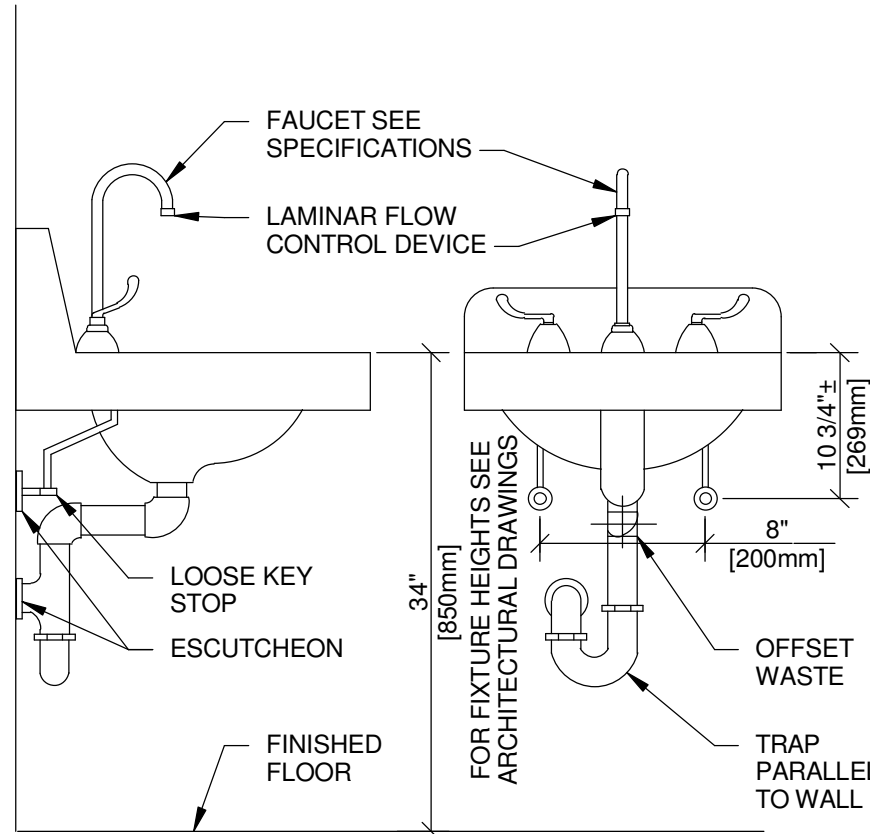 FAUCET SEE
SPECIFICATIONS
LAMINAR FLOW
CONTROL DEVICE
10 3/4"±
[269mm]
FOR FIXTURE HEIGHTS SEE
ARCHITECTURAL DRAWINGS
34"
[850mm]
8"
[200mm]
LOOSE KEY
STOP
ESCUTCHEON
OFFSET
WASTE
FINISHED
FLOOR
TRAP
PARALLEL
TO WALL